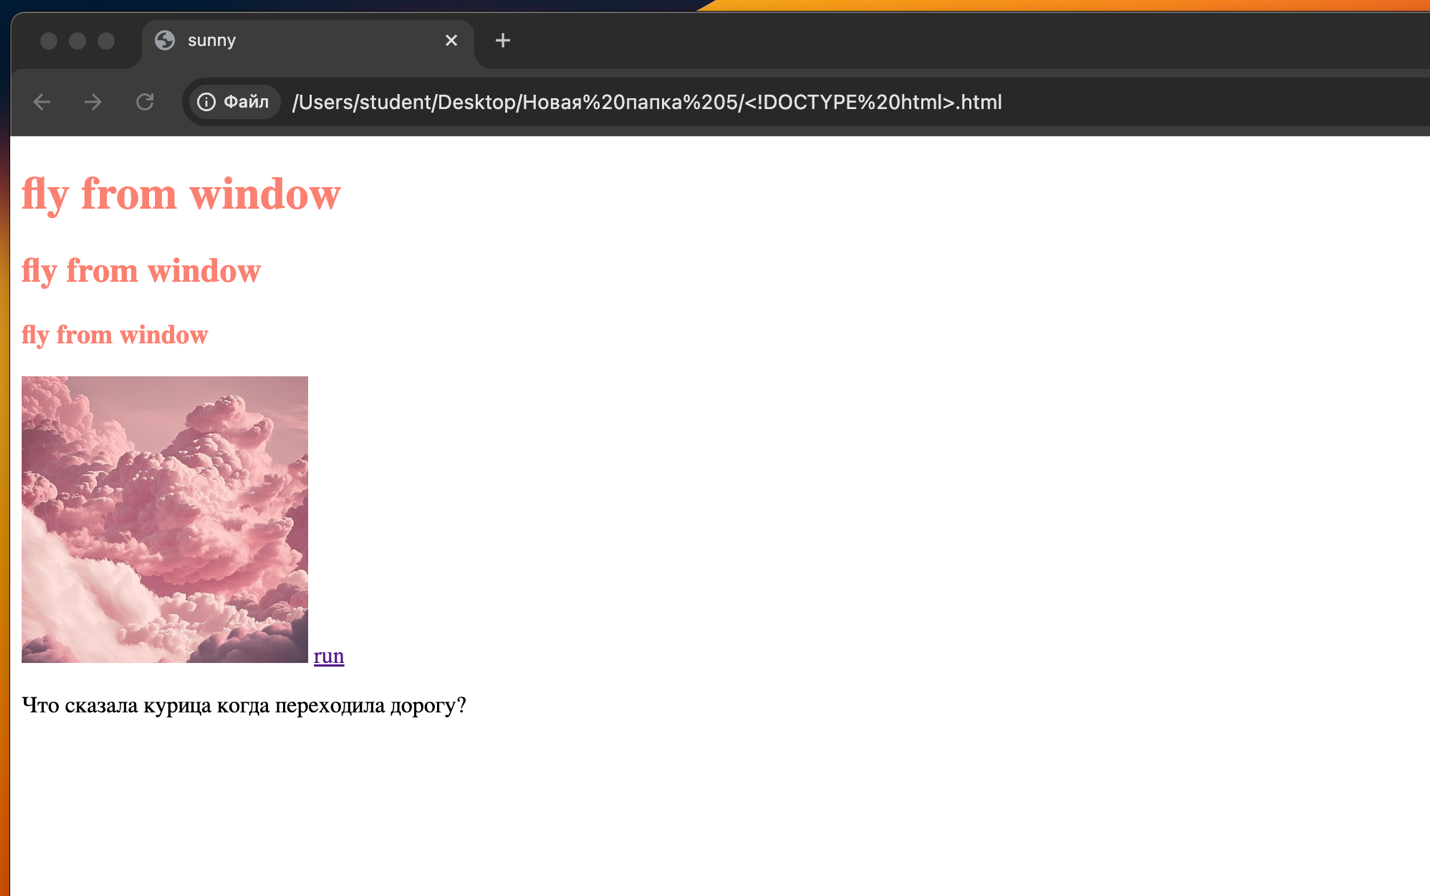 sunny
Файл /Users/student/Desktop/Новая%20папка%205/<!DOCTYPE%20html>.html
fly from window
fly from window
fly from window
run
Что сказала курица когда переходила дорогу?